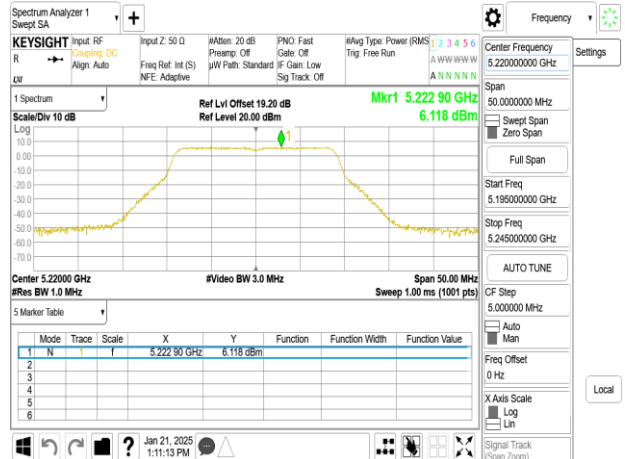 Spectrum Analyzer 1
Swept SA
+
Frequency
KEYSIGHT
R
Input: RF
Coupling: DC
Align: Auto
Input Z: 50 Ω
Freq Ref: Int (S)
NFE: Adaptive
#Atten: 20 dB
Preamp: Off
µW Path: Standard
PNO: Fast
Gate: Off
IF Gain: Low
Sig Track: Off
#Avg Type: Power (RMS
Trig: Free Run
1 2 3 4 5 6
A W W W W W
A N N N N N
Settings
1 Spectrum
Scale/Div 10 dB
Log
Ref Lvl Offset 19.20 dB
Ref Level 20.00 dBm
Mkr1 5.222 90 GHz
6.118 dBm
1
10.0
0.00
-10.0
-20.0
-30.0
-40.0
-50.0
-60.0
-70.0
Center 5.22000 GHz
#Res BW 1.0 MHz
#Video BW 3.0 MHz
Span 50.00 MHz
Sweep 1.00 ms (1001 pts)
5 Marker Table
Mode Trace Scale X Y Function Function Width Function Value
1 N 1 f 5.222 90 GHz 6.118 dBm
2
3
4
5
6
Jan 21, 2025
1:11:13 PM
?
Center Frequency
5.220000000 GHz
Span
50.0000000 MHz
Swept Span
Zero Span
Full Span
Start Freq
5.195000000 GHz
Stop Freq
5.245000000 GHz
AUTO TUNE
CF Step
5.000000 MHz
Auto
Man
Freq Offset
0 Hz
X Axis Scale
Log
Lin
Signal Track
(Span Zoom)
Local